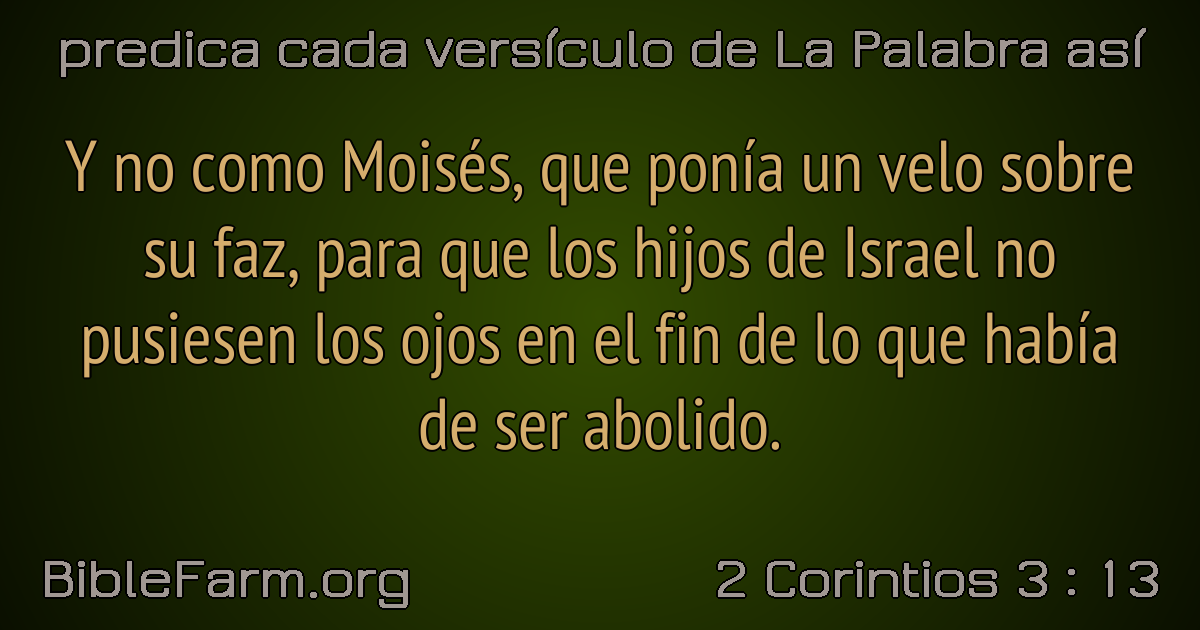 predica cada versículo de La Palabra así
Y no como Moisés, que ponía un velo sobre
su faz, para que los hijos de Israel no
pusiesen los ojos en el fin de lo que había
de ser abolido.
BibleFarm.org
2 Corintios 3 : 13